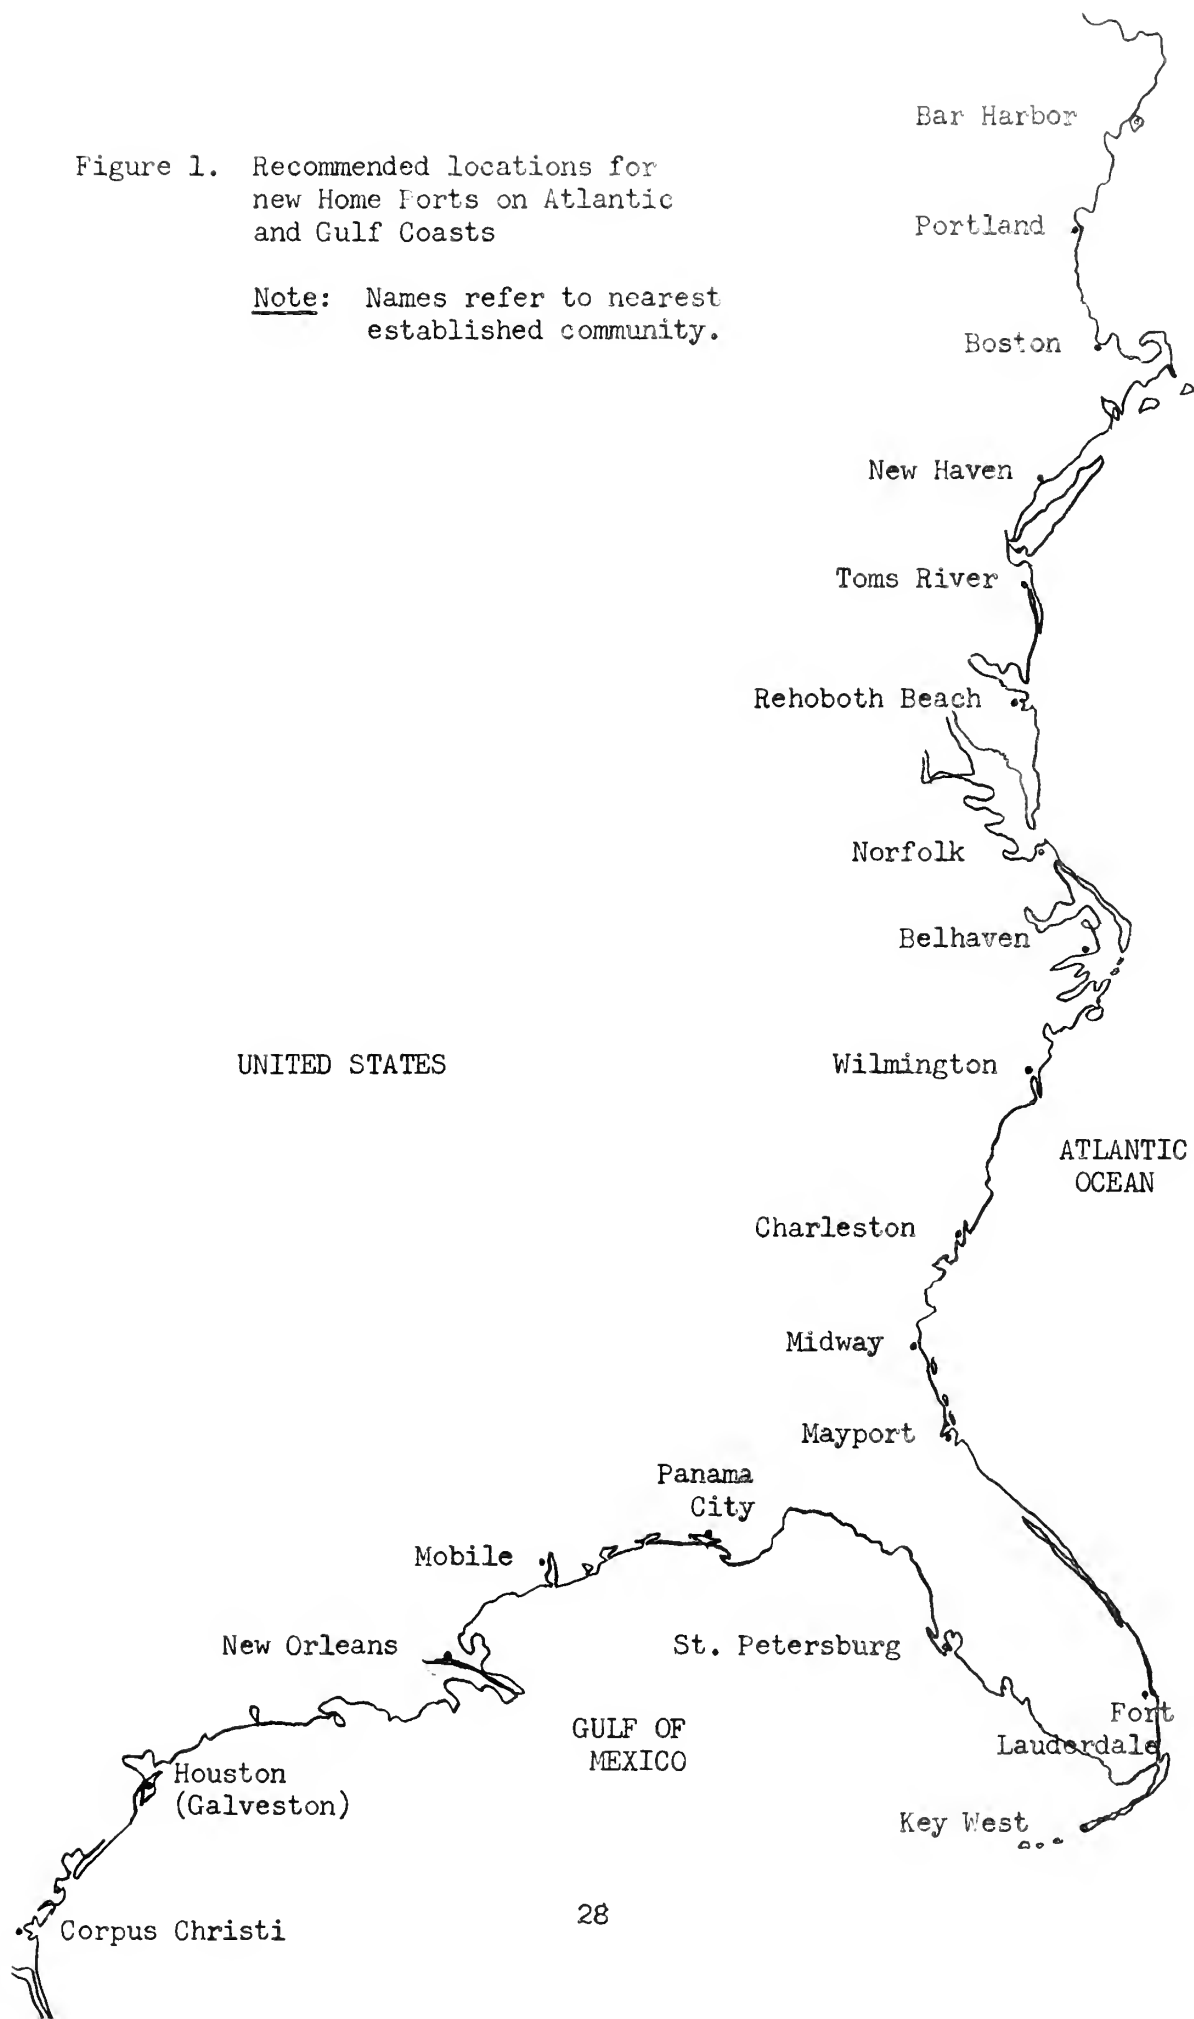 Figure 1. Recommended locations for
new Home Ports on Atlantic
and Gulf Coasts
Note: Names refer to nearest
established community.
Bar Harbor
Portland
Boston
New Haven
Toms River
Rehoboth Beach
Norfolk
Belhaven
UNITED STATES
Wilmington
ATLANTIC
OCEAN
Charleston
Midway
Mayport
Panama
City
Mobile
New Orleans
St. Petersburg
GULF OF
MEXICO
Fort
Lauderdale
Houston
(Galveston)
Key West
Corpus Christi
28